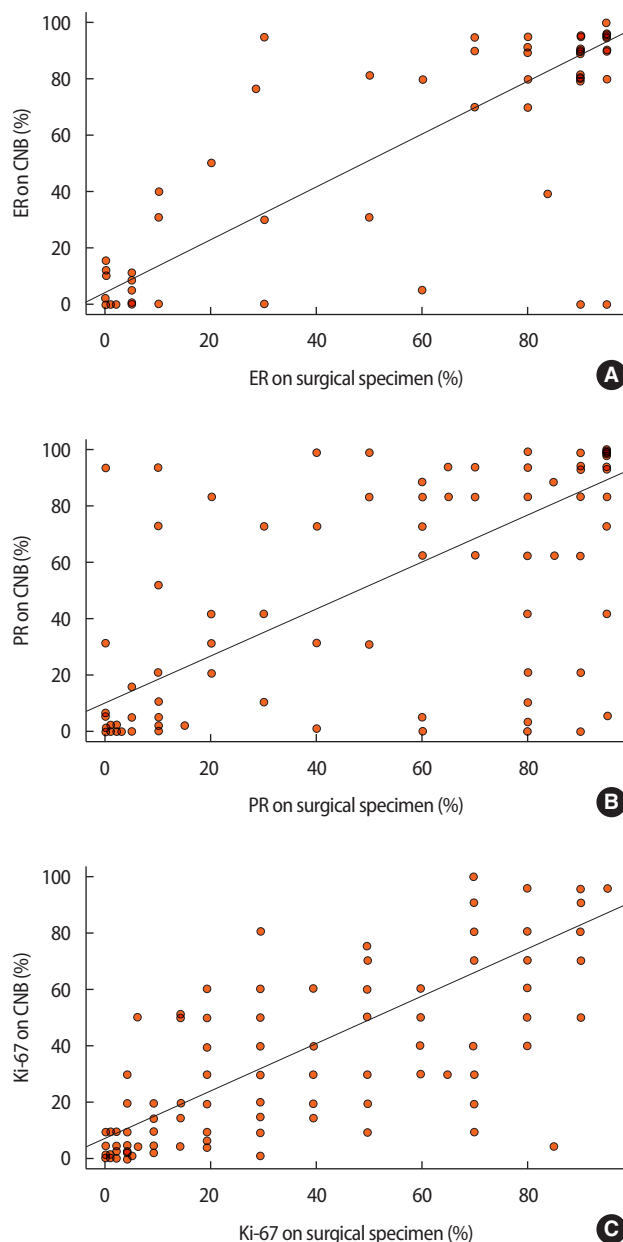 100
80
60
40
20
0
ER on CNB (%)
0 20 40 60 80
ER on surgical specimen (%)
A
100
80
60
40
20
0
PR on CNB (%)
0 20 40 60 80
PR on surgical specimen (%)
B
100
80
60
40
20
0
Ki-67 on CNB (%)
0 20 40 60 80
Ki-67 on surgical specimen (%)
C